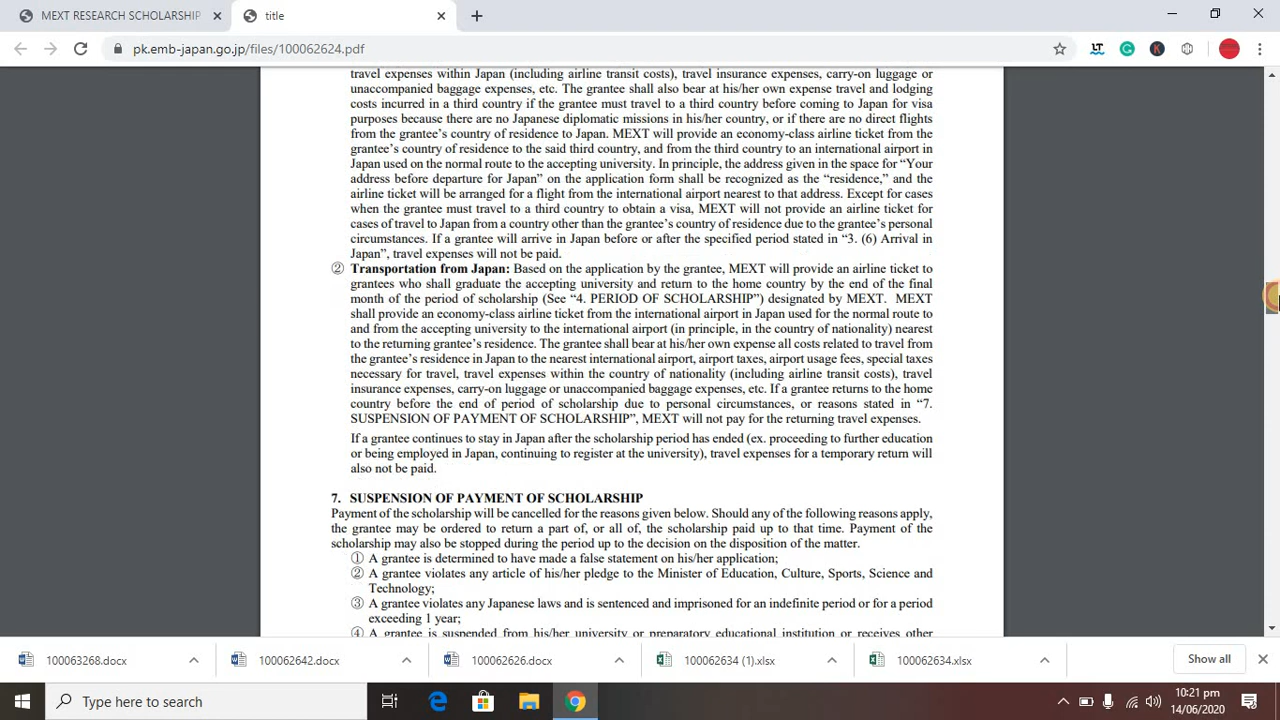 MEXT RESEARCH SCHOLARSHIP
title
pk.emb-japan.go.jp/files/100062624.pdf
travel expenses within Japan (including airline transit costs), travel insurance expenses, carry-on luggage or
unaccompanied baggage expenses, etc. The grantee shall also bear at his/her own expense travel and lodging
costs incurred in a third country if the grantee must travel to a third country before coming to Japan for visa
purposes because there are no Japanese diplomatic missions in his/her country, or if there are no direct flights
from the grantee's country of residence to Japan. MEXT will provide an economy-class airline ticket from the
grantee's country of residence to the said third country, and from the third country to an international airport in
Japan used on the normal route to the accepting university. In principle, the address given in the space for “Your
address before departure for Japan” on the application form shall be recognized as the “residence,” and the
airline ticket will be arranged for a flight from the international airport nearest to that address. Except for cases
when the grantee must travel to a third country to obtain a visa, MEXT will not provide an airline ticket for
cases of travel to Japan from a country other than the grantee's country of residence due to the grantee's personal
circumstances. If a grantee will arrive in Japan before or after the specified period stated in “3. (6) Arrival in
Japan”, travel expenses will not be paid.
② Transportation from Japan: Based on the application by the grantee, MEXT will provide an airline ticket to
grantees who shall graduate the accepting university and return to the home country by the end of the final
month of the period of scholarship (See “4. PERIOD OF SCHOLARSHIP”) designated by MEXT. MEXT
shall provide an economy-class airline ticket from the international airport in Japan used for the normal route to
and from the accepting university to the international airport (in principle, in the country of nationality) nearest
to the returning grantee's residence. The grantee shall bear at his/her own expense all costs related to travel from
the grantee's residence in Japan to the nearest international airport, airport taxes, airport usage fees, special taxes
necessary for travel, travel expenses within the country of nationality (including airline transit costs), travel
insurance expenses, carry-on luggage or unaccompanied baggage expenses, etc. If a grantee returns to the home
country before the end of period of scholarship due to personal circumstances, or reasons stated in “7.
SUSPENSION OF PAYMENT OF SCHOLARSHIP”, MEXT will not pay for the returning travel expenses.
If a grantee continues to stay in Japan after the scholarship period has ended (ex. proceeding to further education
or being employed in Japan, continuing to register at the university), travel expenses for a temporary return will
also not be paid.
7. SUSPENSION OF PAYMENT OF SCHOLARSHIP
Payment of the scholarship will be cancelled for the reasons given below. Should any of the following reasons apply,
the grantee may be ordered to return a part of, or all of, the scholarship paid up to that time. Payment of the
scholarship may also be stopped during the period up to the decision on the disposition of the matter.
① A grantee is determined to have made a false statement on his/her application;
② A grantee violates any article of his/her pledge to the Minister of Education, Culture, Sports, Science and
Technology;
③ A grantee violates any Japanese laws and is sentenced and imprisoned for an indefinite period or for a period
exceeding 1 year;
④ A grantee is suspended from his/her university or preparatory educational institution or receives other
100063268.docx
100062642.docx
100062626.docx
100062634 (1).xlsx
100062634.xlsx
Show all
Type here to search
10:21 pm
14/06/2020